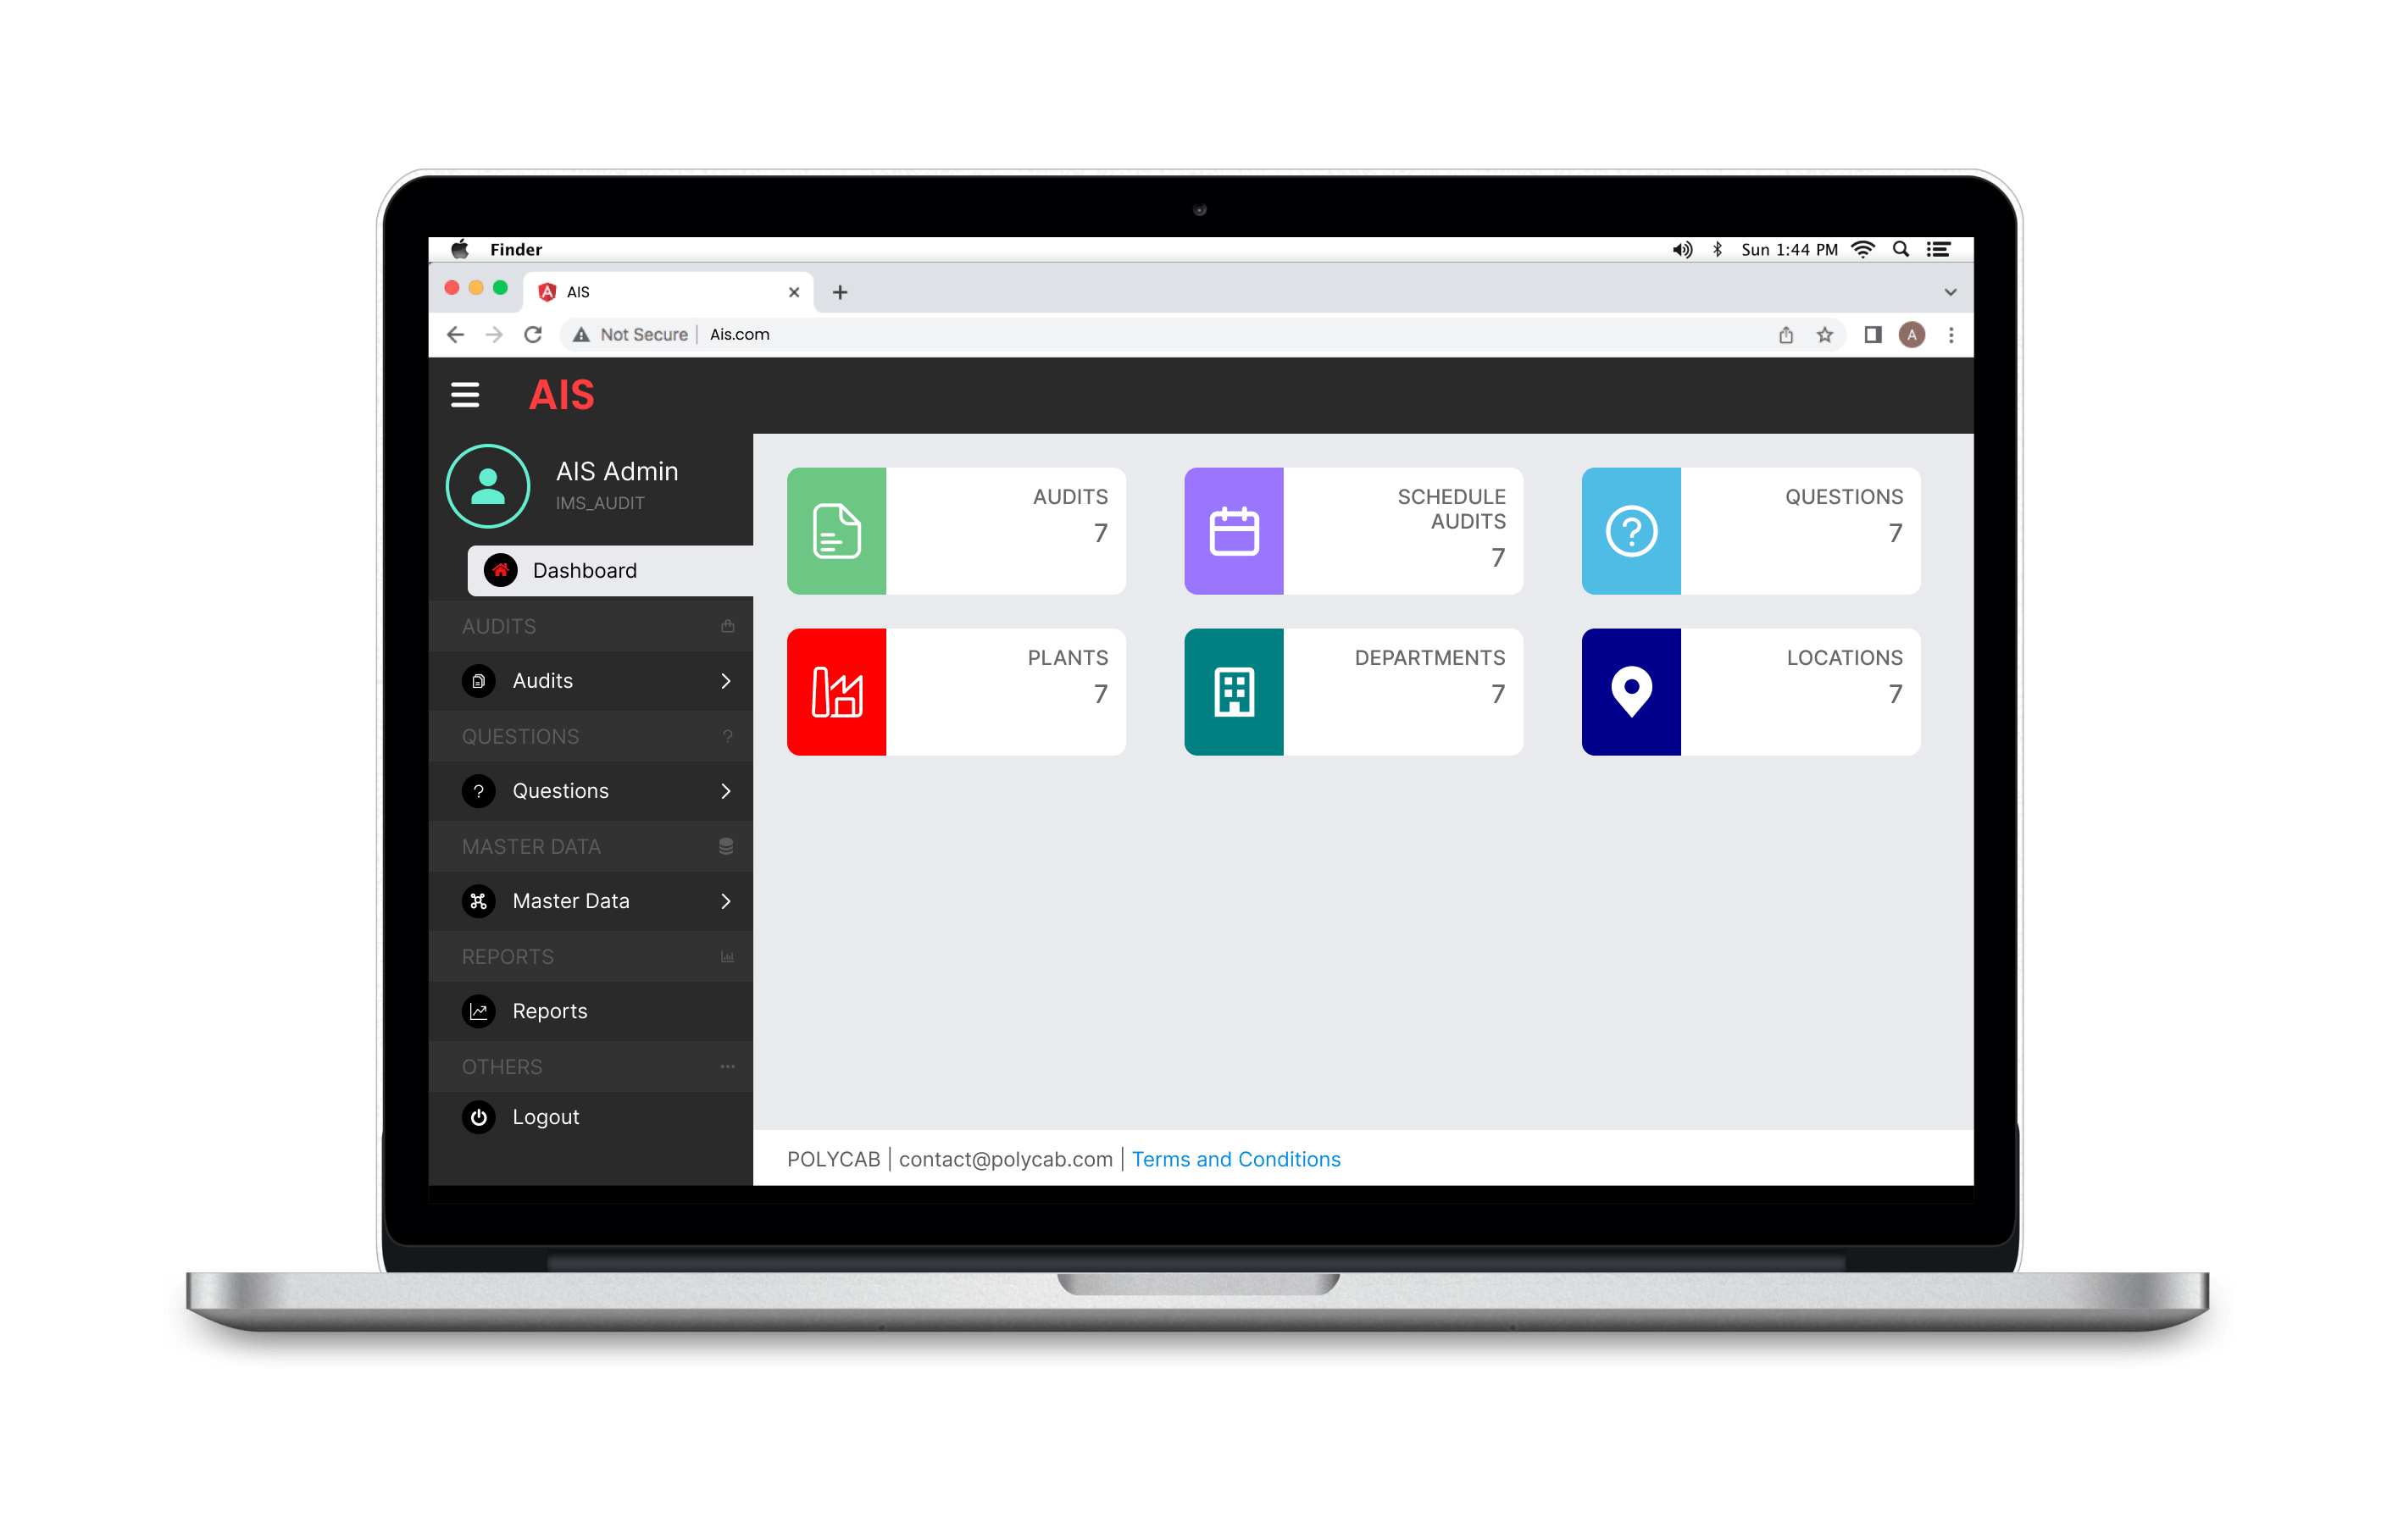 Finder
Sun 1:44 PM
AIS
Not Secure | Ais.com
A
AIS
AIS Admin
IMS_AUDIT
Dashboard
AUDITS
Audits
QUESTIONS ?
? Questions
MASTER DATA
Master Data
REPORTS
Reports
OTHERS
Logout
AUDITS
7
SCHEDULE
AUDITS
7
QUESTIONS
7
PLANTS
7
DEPARTMENTS
7
LOCATIONS
7
POLYCAB | contact@polycab.com | Terms and Conditions